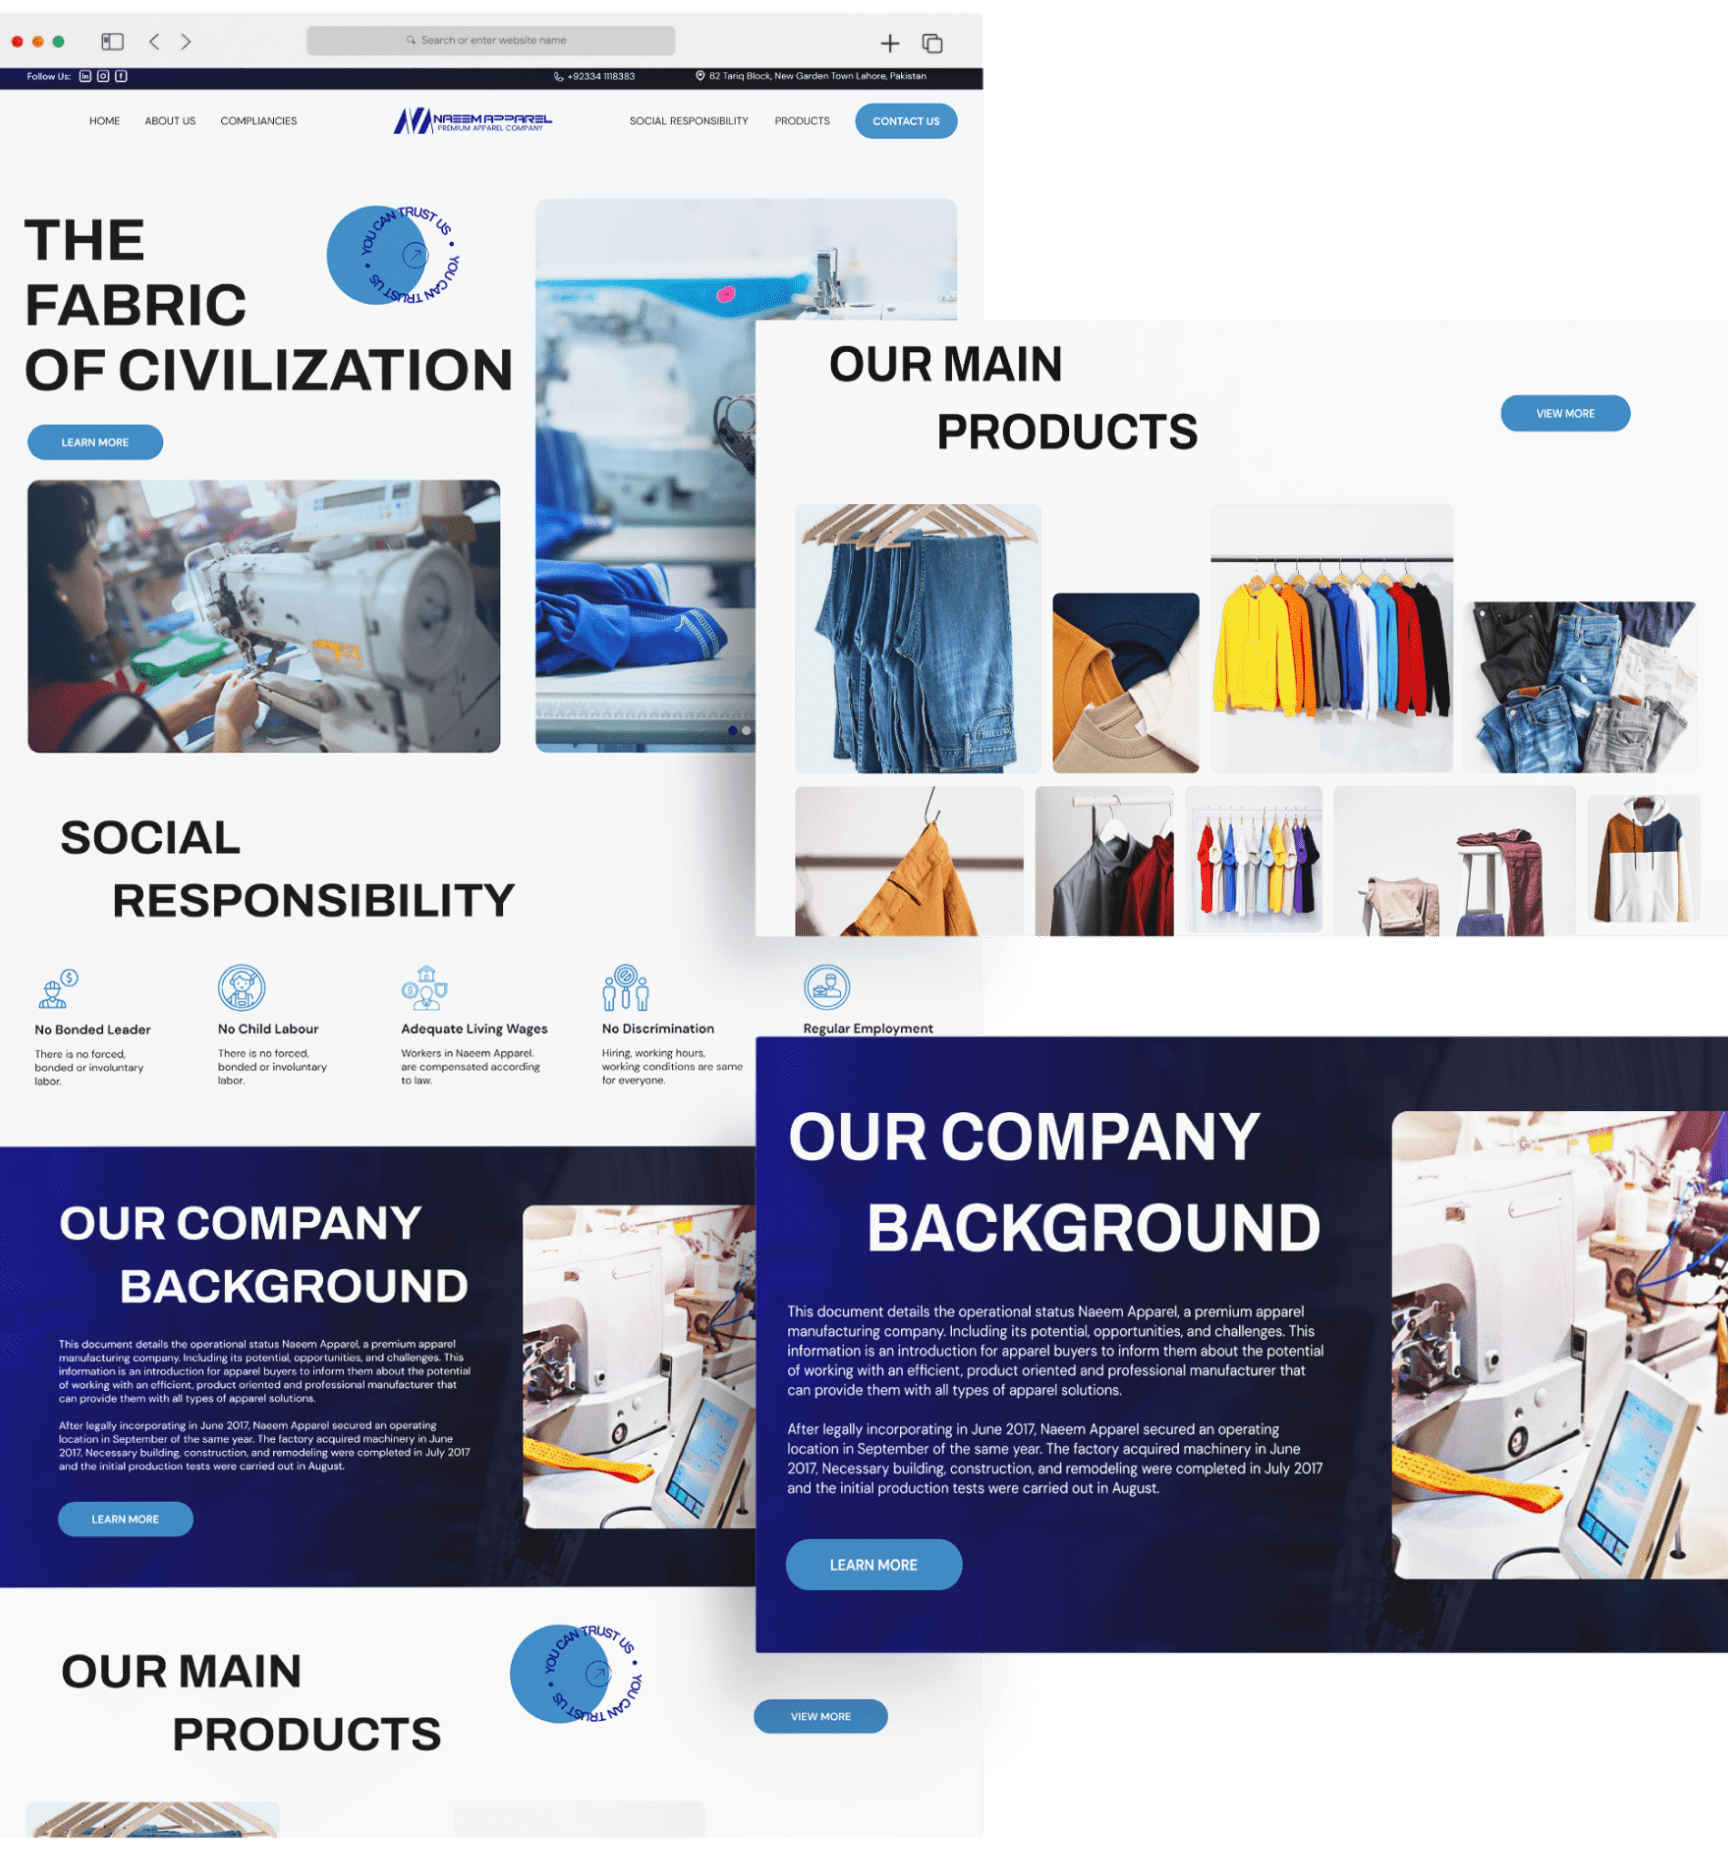 Search or enter website name
Follow Us:
+92334 1118383
82 Tariq Block, New Garden Town Lahore, Pakistan
HOME
ABOUT US
COMPLIANCIES
NAEEM APPAREL
PREMIUM APPAREL COMPANY
SOCIAL RESPONSIBILITY
PRODUCTS
CONTACT US
THE
FABRIC
OF CIVILIZATION
YOU CAN TRUST US • YOU CAN TRUST US •
LEARN MORE
OUR MAIN
PRODUCTS
VIEW MORE
SOCIAL
RESPONSIBILITY
No Bonded Leader
There is no forced,
bonded or involuntary
labor.
No Child Labour
There is no forced,
bonded or involuntary
labor.
Adequate Living Wages
Workers in Naeem Apparel.
are compensated according
to law.
No Discrimination
Hiring, working hours,
working conditions are same
for everyone.
Regular Employment
OUR COMPANY
BACKGROUND
This document details the operational status Naeem Apparel, a premium apparel
manufacturing company. Including its potential, opportunities, and challenges. This
information is an introduction for apparel buyers to inform them about the potential
of working with an efficient, product oriented and professional manufacturer that
can provide them with all types of apparel solutions.
After legally incorporating in June 2017, Naeem Apparel secured an operating
location in September of the same year. The factory acquired machinery in June
2017, Necessary building, construction, and remodeling were completed in July 2017
and the initial production tests were carried out in August.
LEARN MORE
OUR COMPANY
BACKGROUND
This document details the operational status Naeem Apparel, a premium apparel
manufacturing company. Including its potential, opportunities, and challenges. This
information is an introduction for apparel buyers to inform them about the potential
of working with an efficient, product oriented and professional manufacturer that
can provide them with all types of apparel solutions.
After legally incorporating in June 2017, Naeem Apparel secured an operating
location in September of the same year. The factory acquired machinery in June
2017, Necessary building, construction, and remodeling were completed in July 2017
and the initial production tests were carried out in August.
LEARN MORE
OUR MAIN
PRODUCTS
YOU CAN TRUST US • YOU CAN TRUST US •
VIEW MORE